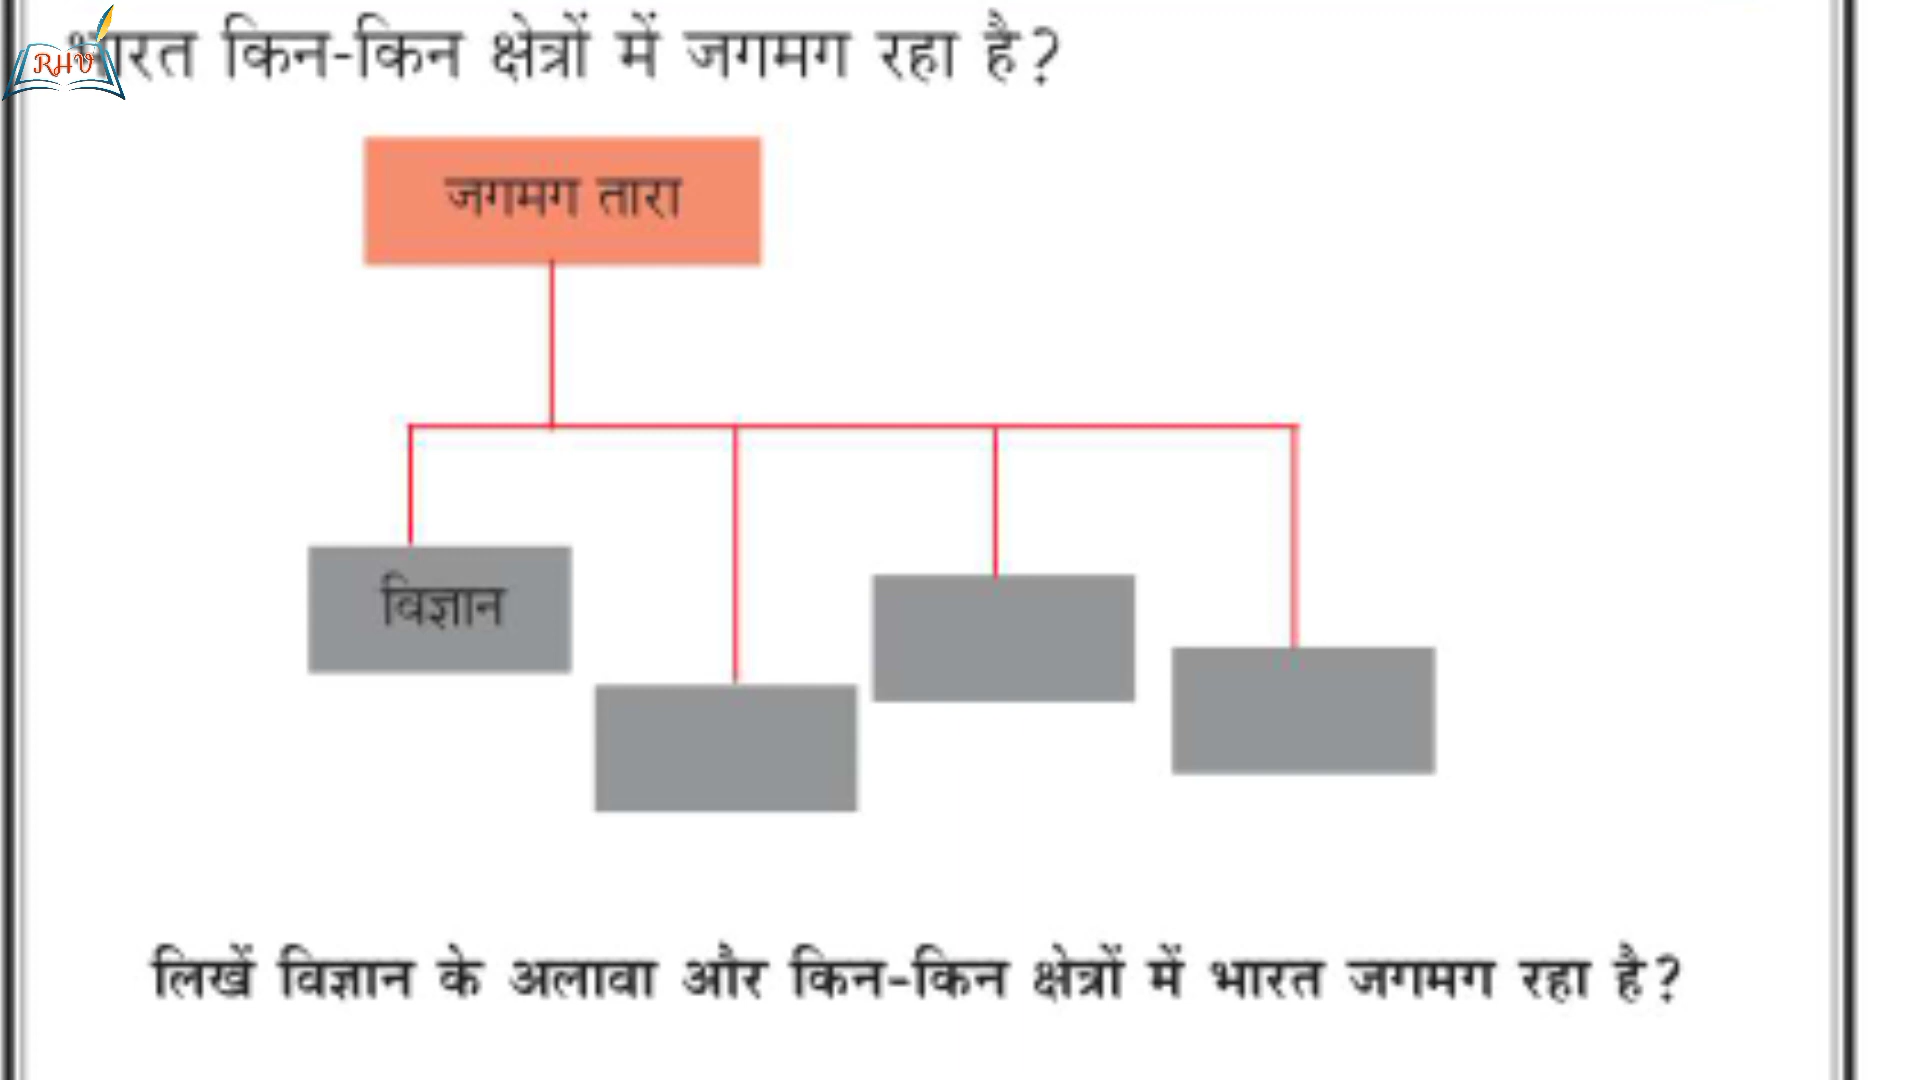 भारत किन-किन क्षेत्रों में जगमग रहा है?
RHV
जगमग तारा
विज्ञान
लिखें विज्ञान के अलावा और किन-किन क्षेत्रों में भारत जगमग रहा है?